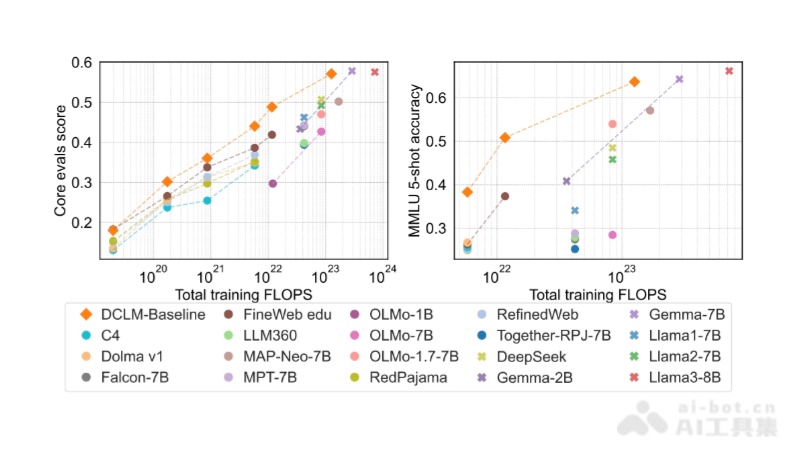 0.6
0.5
0.4
0.3
0.2
Core evals score
10^20
10^21
10^22
10^23
10^24
Total training FLOPS
0.6
0.5
0.4
0.3
MMLU 5-shot accuracy
10^22
10^23
Total training FLOPS
DCLM-Baseline
C4
Dolma v1
Falcon-7B
FineWeb edu
LLM360
MAP-Neo-7B
MPT-7B
OLMo-1B
OLMo-7B
OLMo-1.7-7B
RedPajama
RefinedWeb
Together-RPJ-7B
DeepSeek
Gemma-2B
Gemma-7B
Llama1-7B
Llama2-7B
Llama3-8B
ai-bot.cn
AI工具集